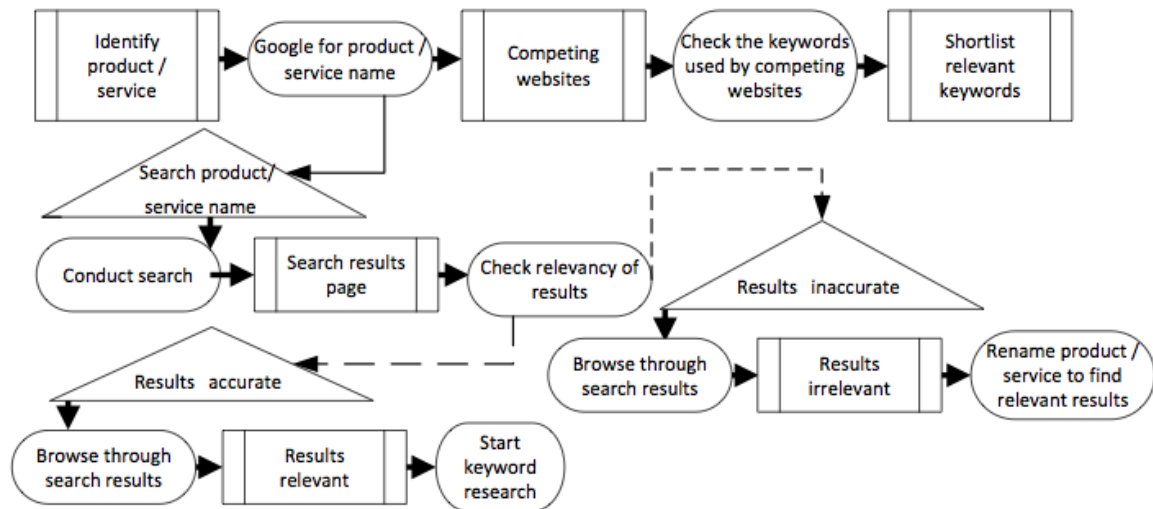 Identify
product /
service
Google for product /
service name
Competing
websites
Check the keywords
used by competing
websites
Shortlist
relevant
keywords
Search product/
service name
Conduct search
Search results
page
Check relevancy of
results
Results inaccurate
Results accurate
Browse through
search results
Results
irrelevant
Rename product /
service to find
relevant results
Browse through
search results
Results
relevant
Start
keyword
research